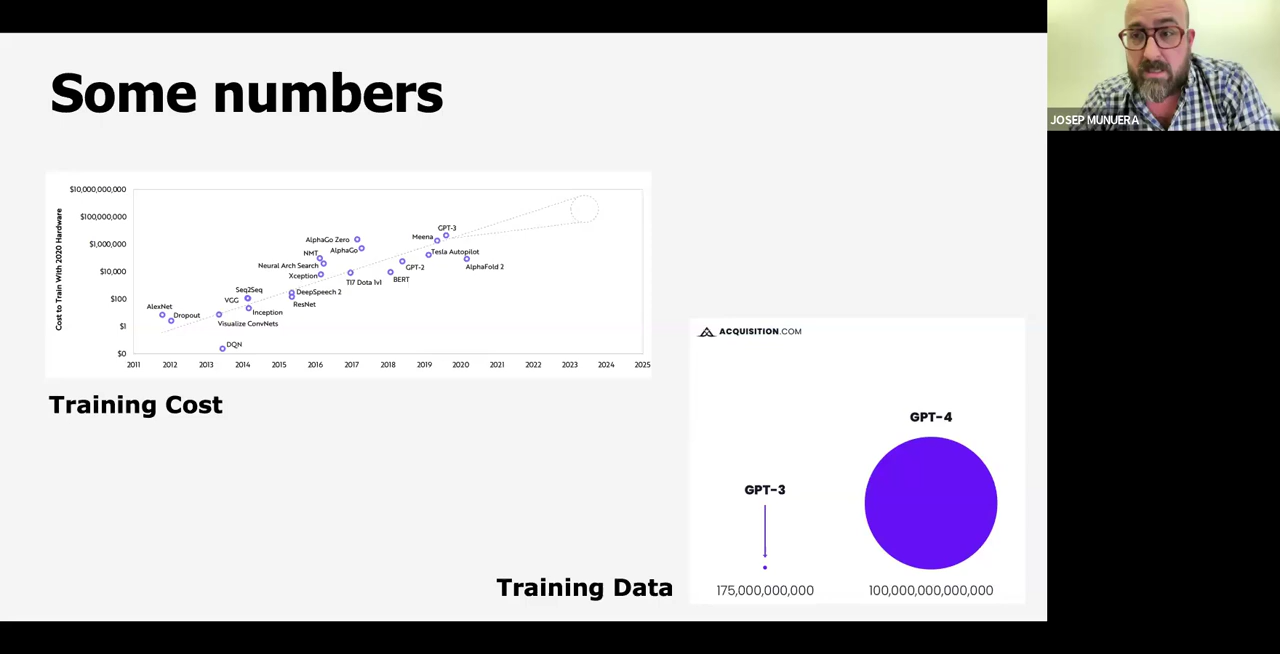 Some numbers
JOSEP MUNUERA
Cost to Train With 2020 Hardware
$10,000,000,000
$100,000,000
$1,000,000
$10,000
$100
$1
$0
2011 2012 2013 2014 2015 2016 2017 2018 2019 2020 2021 2022 2023 2024 2025
AlexNet
Dropout
Visualize ConvNets
DQN
VGG
Seq2Seq
Inception
DeepSpeech 2
ResNet
Xception
Neural Arch Search
NMT
T17 Dota 1v1
AlphaGo Zero
AlphaGo
BERT
GPT-2
Tesla Autopilot
Meena
GPT-3
AlphaFold 2
Training Cost
ACQUISITION.COM
GPT-4
GPT-3
175,000,000,000
100,000,000,000,000
Training Data